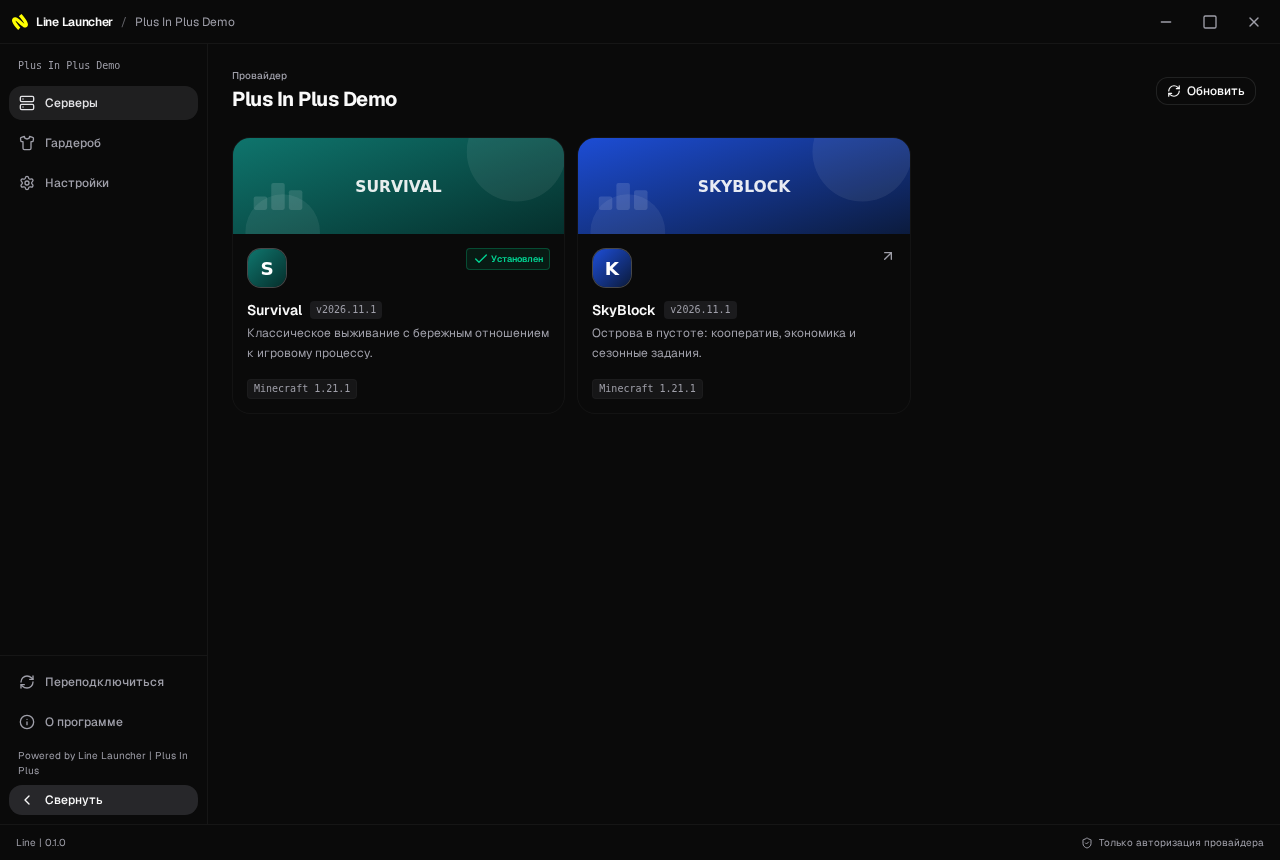 Line Launcher / Plus In Plus Demo
Plus In Plus Demo
Серверы
Гардероб
Настройки
Провайдер
Plus In Plus Demo
Обновить
SURVIVAL
S
Установлен
Survival v2026.11.1
Классическое выживание с бережным отношением
к игровому процессу.
Minecraft 1.21.1
SKYBLOCK
K
SkyBlock v2026.11.1
Острова в пустоте: кооператив, экономика и
сезонные задания.
Minecraft 1.21.1
Переподключиться
О программе
Powered by Line Launcher | Plus In
Plus
Свернуть
Line | 0.1.0
Только авторизация провайдера